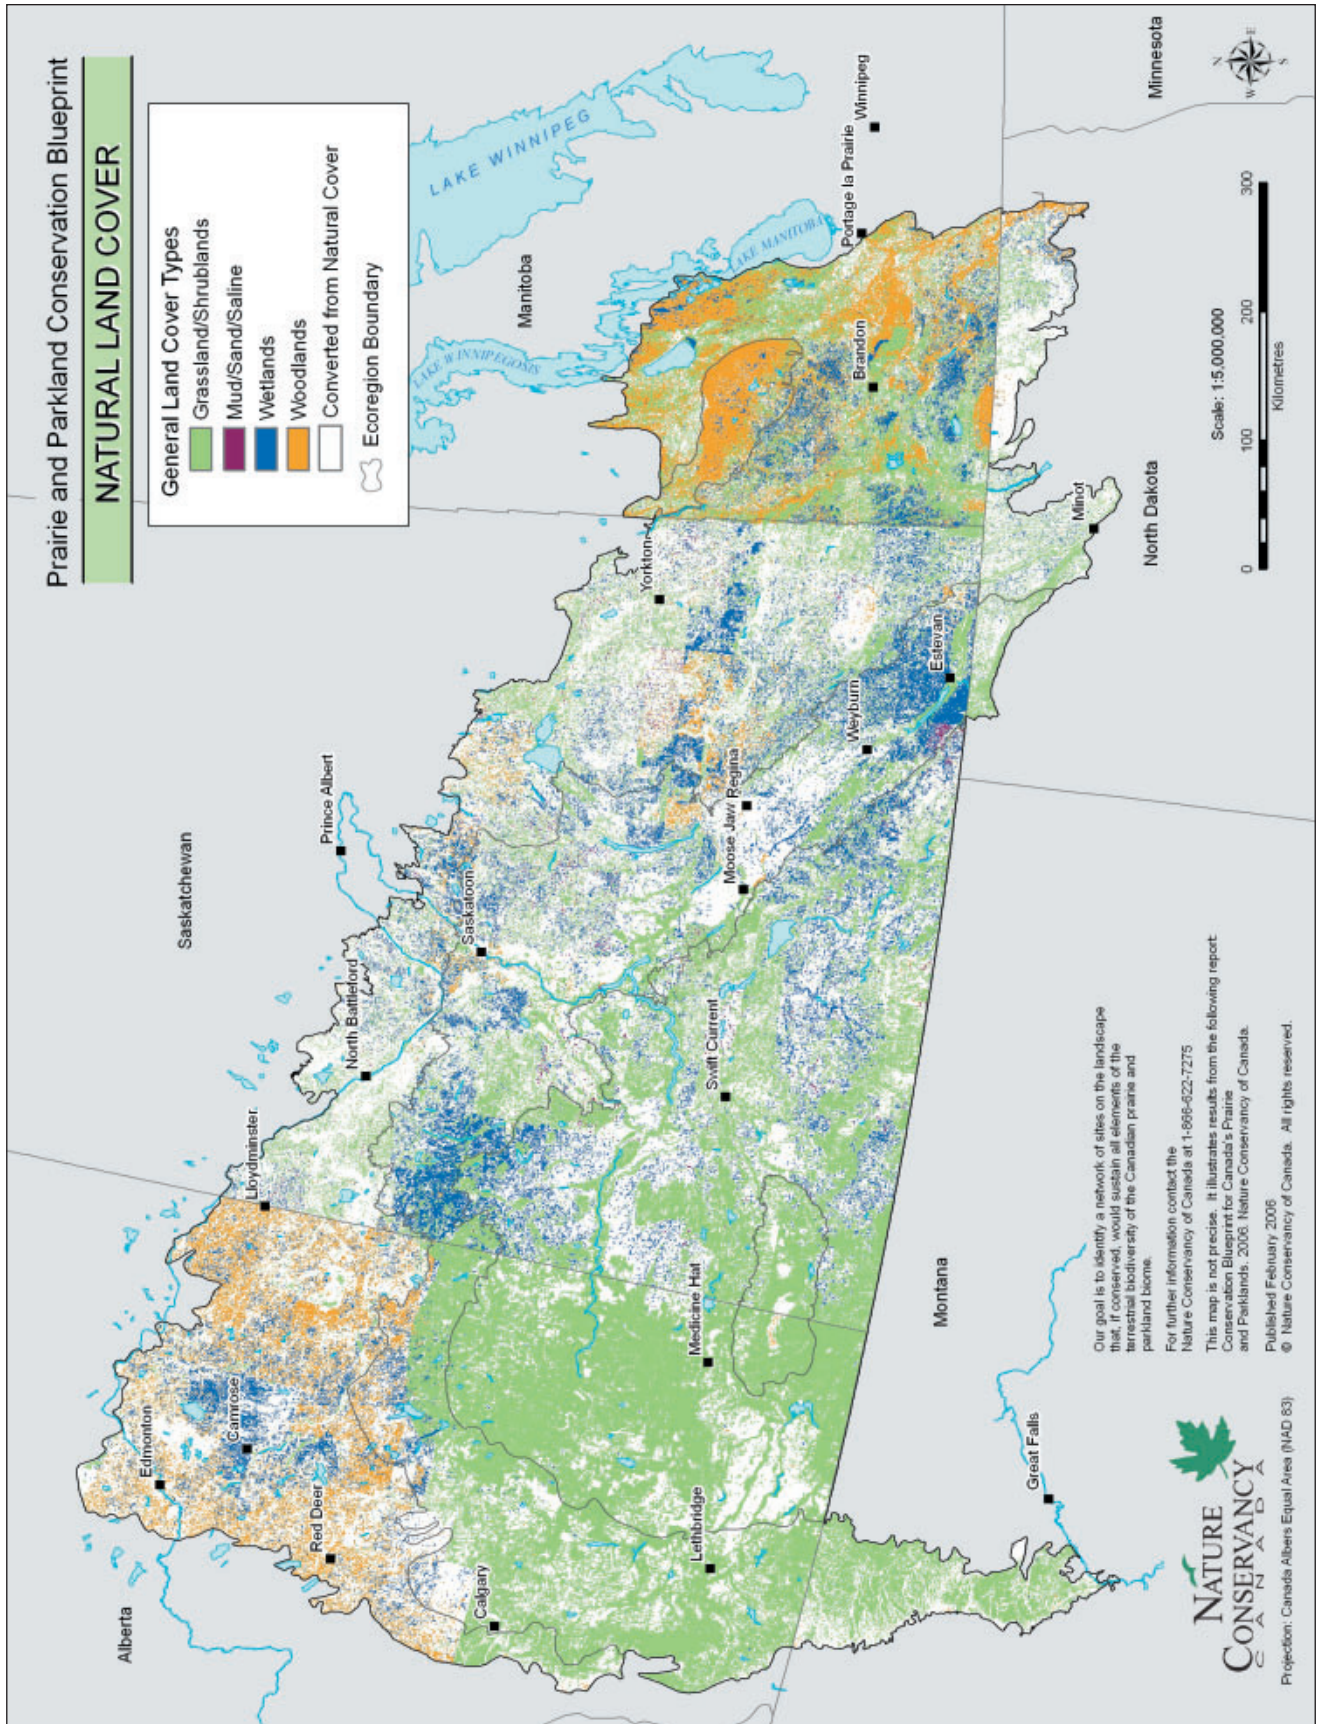 Prairie and Parkland Conservation Blueprint
NATURAL LAND COVER
General Land Cover Types
Grassland/Shrublands
Mud/Sand/Saline
Wetlands
Woodlands
Converted from Natural Cover
Ecoregion Boundary
Alberta
Saskatchewan
Manitoba
LAKE WINNIPEG
LAKE WINNIPEGOSIS
LAKE MANITOBA
Edmonton
Camrose
Red Deer
Calgary
Lethbridge
Medicine Hat
Lloydminster
North Battleford
Prince Albert
Saskatoon
Swift Current
Moose Jaw
Regina
Yorkton
Weyburn
Estevan
Brandon
Portage la Prairie
Winnipeg
Minot
Great Falls
Montana
North Dakota
Minnesota
N
E
S
W
Scale: 1:5,000,000
0 100 200 300
Kilometres
Our goal is to identify a network of sites on the landscape
that, if conserved, would sustain all elements of the
terrestrial biodiversity of the Canadian prairie and
parkland biome.
For further information contact the
Nature Conservancy of Canada at 1-866-622-7275
This map is not precise. It illustrates results from the following report:
Conservation Blueprint for Canada's Prairie
and Parklands. 2006. Nature Conservancy of Canada.
Published February 2006
© Nature Conservancy of Canada. All rights reserved.
NATURE
CONSERVANCY
CANADA
Projection: Canada Albers Equal Area (NAD 83)